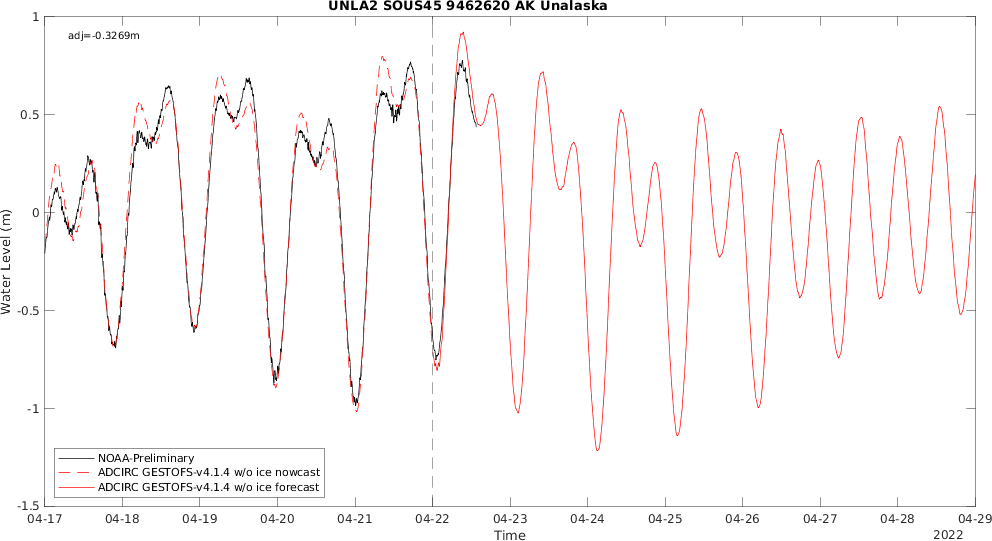 UNLA2 SOUS45 9462620 AK Unalaska
adj=-0.3269m
1
0.5
0
-0.5
-1
-1.5
Water Level (m)
NOAA-Preliminary
ADCIRC GESTOFS-v4.1.4 w/o ice nowcast
ADCIRC GESTOFS-v4.1.4 w/o ice forecast
04-17 04-18 04-19 04-20 04-21 04-22 04-23 04-24 04-25 04-26 04-27 04-28 04-29
Time
2022